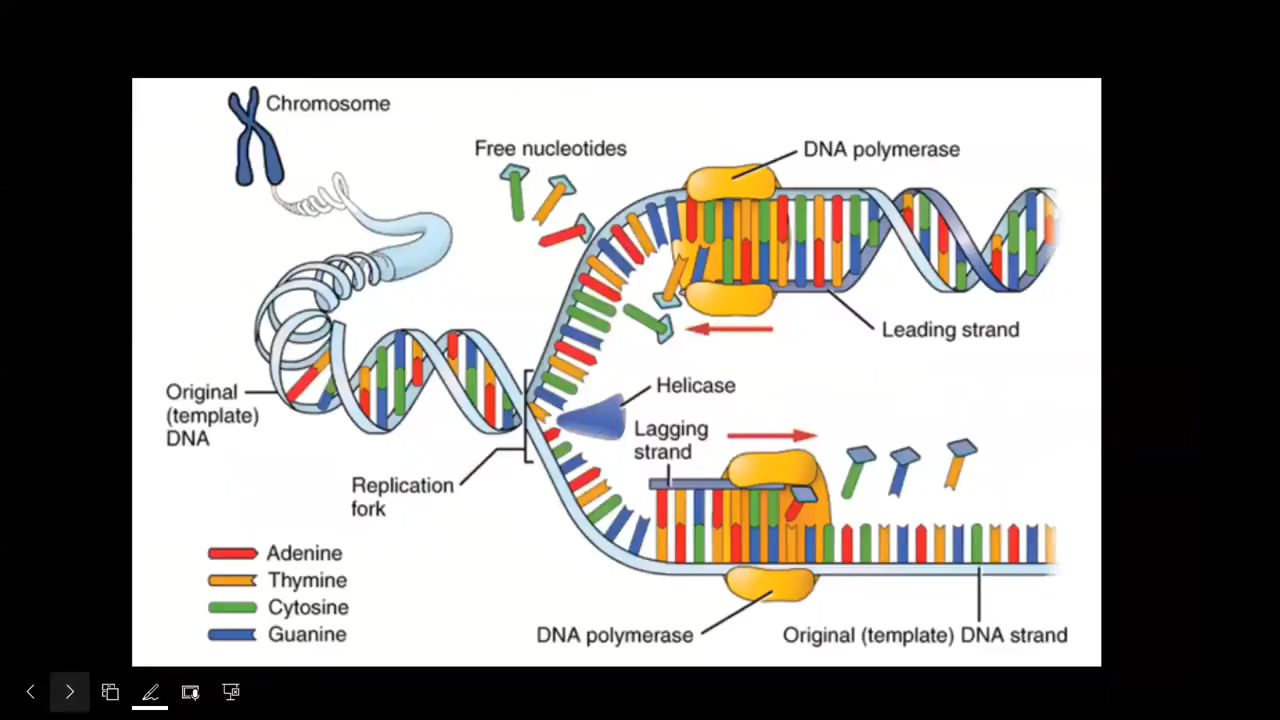 Chromosome
Free nucleotides
DNA polymerase
Leading strand
Helicase
Original
(template)
DNA
Lagging
strand
Replication
fork
Adenine
Thymine
Cytosine
Guanine
DNA polymerase
Original (template) DNA strand